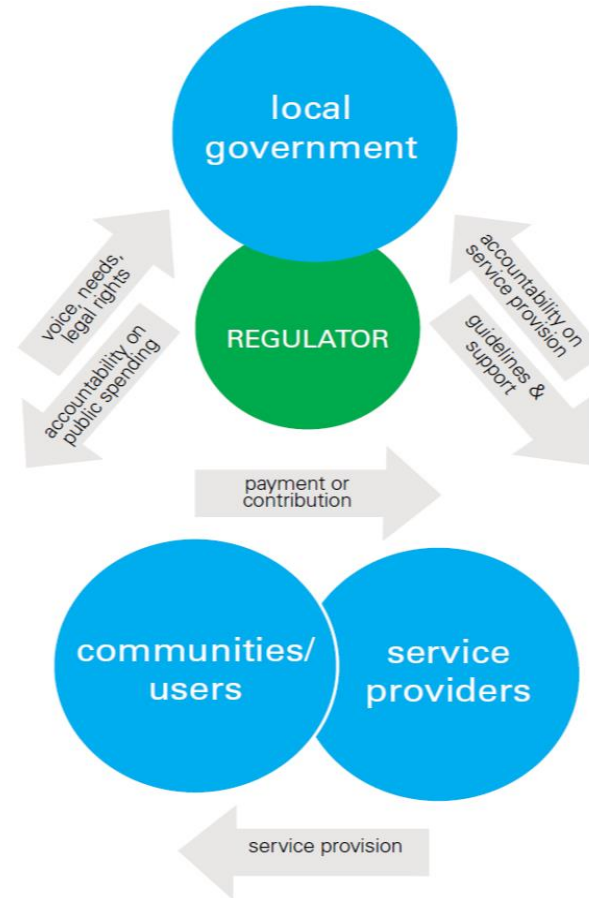 local
government
voice, needs,
legal rights
accountability on
public spending
REGULATOR
accountability on
service provision
guidelines &
support
payment or
contribution
communities/
users
service
providers
service provision